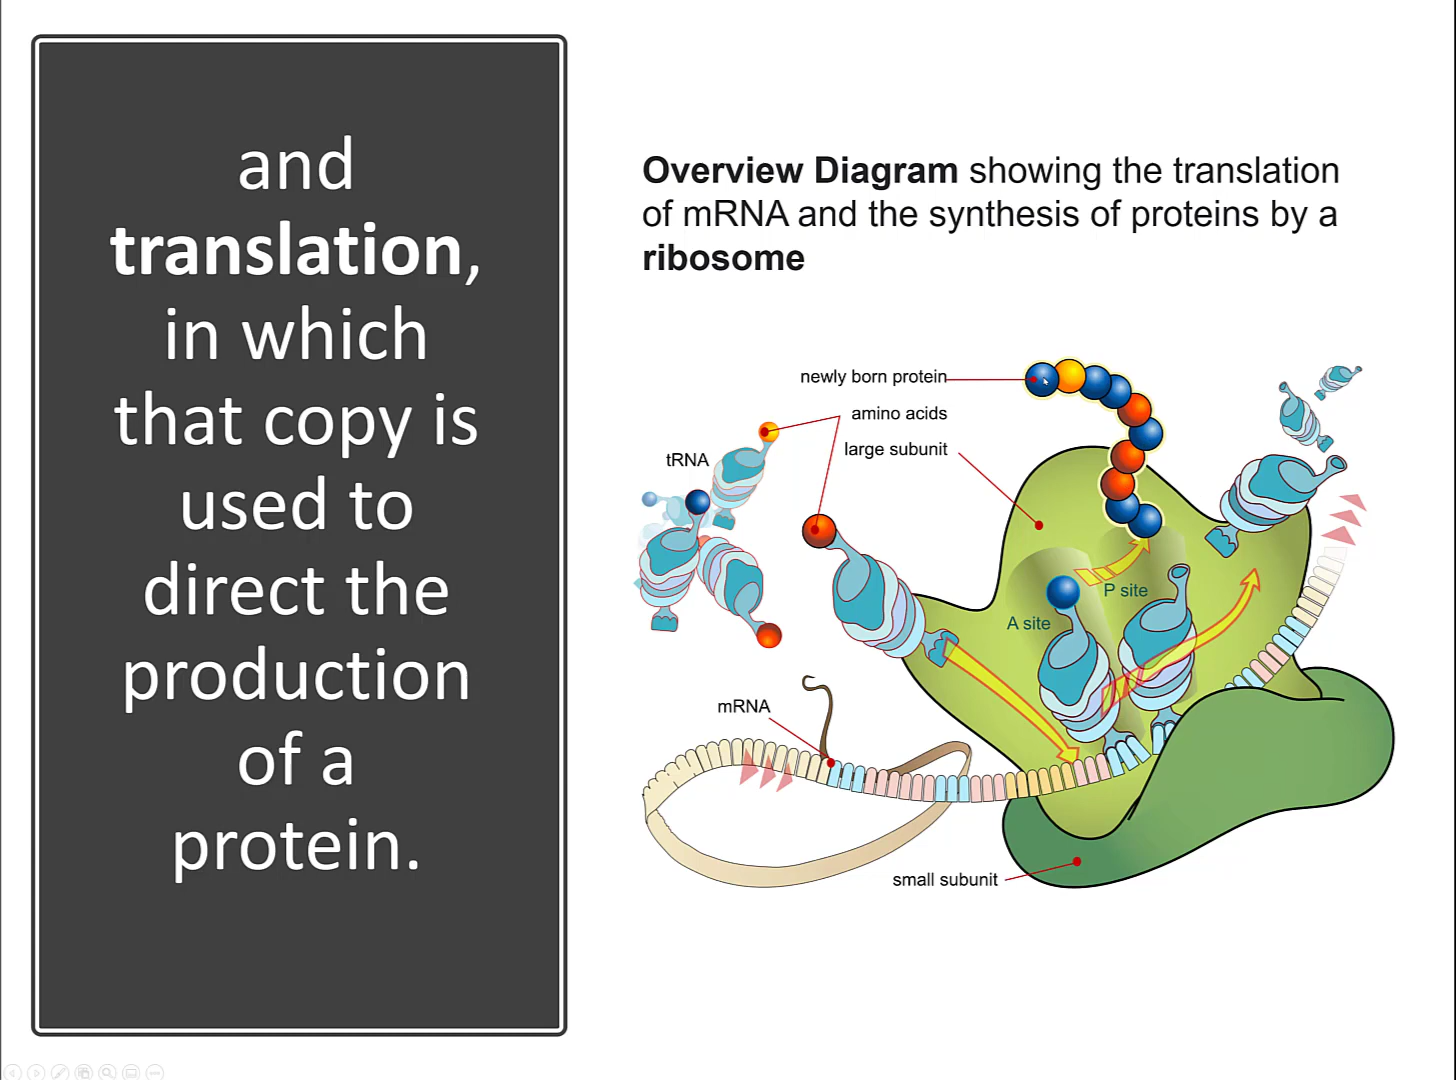 and
translation,
in which
that copy is
used to
direct the
production
of a
protein.
Overview Diagram showing the translation
of mRNA and the synthesis of proteins by a
ribosome
newly born protein
amino acids
large subunit
tRNA
P site
A site
mRNA
small subunit